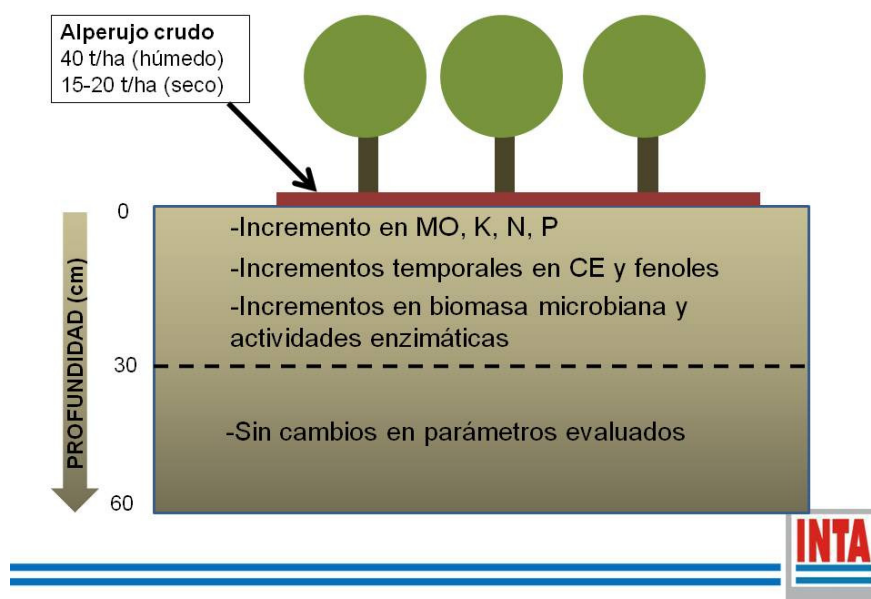 Alperujo crudo
40 t/ha (húmedo)
15-20 t/ha (seco)
0
-Incremento en MO, K, N, P
-Incrementos temporales en CE y fenoles
-Incrementos en biomasa microbiana y
actividades enzimáticas
PROFUNDIDAD (cm)
30
-Sin cambios en parámetros evaluados
60
INTA